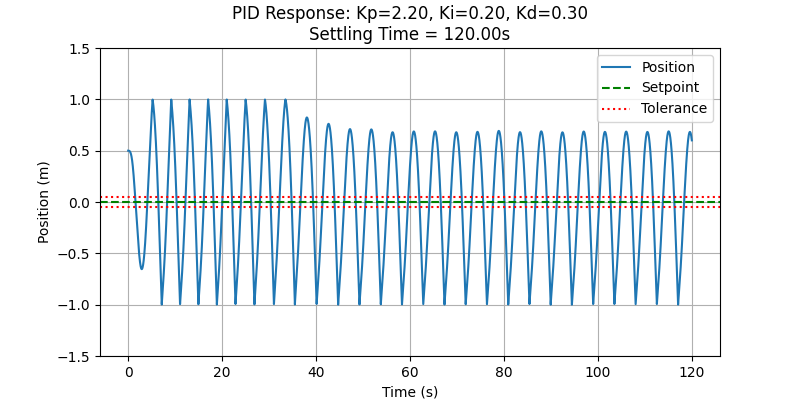 PID Response: Kp=2.20, Ki=0.20, Kd=0.30
Settling Time = 120.00s
Position
Setpoint
Tolerance
1.5
1.0
0.5
0.0
−0.5
−1.0
−1.5
Position (m)
0 20 40 60 80 100 120
Time (s)